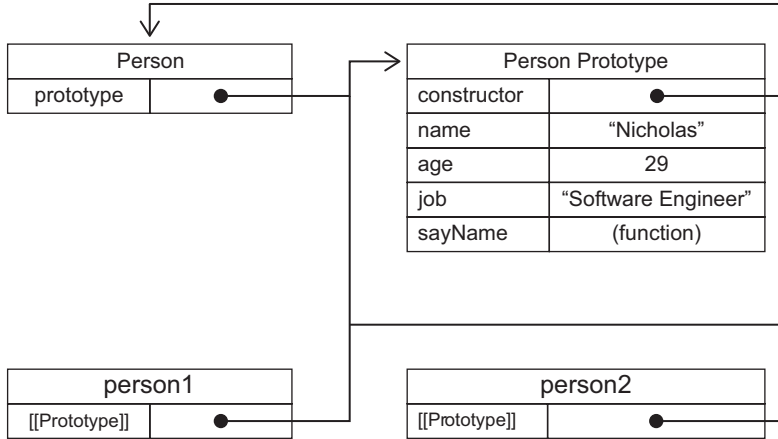 Person
prototype
Person Prototype
constructor
name “Nicholas”
age 29
job “Software Engineer”
sayName (function)
person1
[[Prototype]]
person2
[[Prototype]]